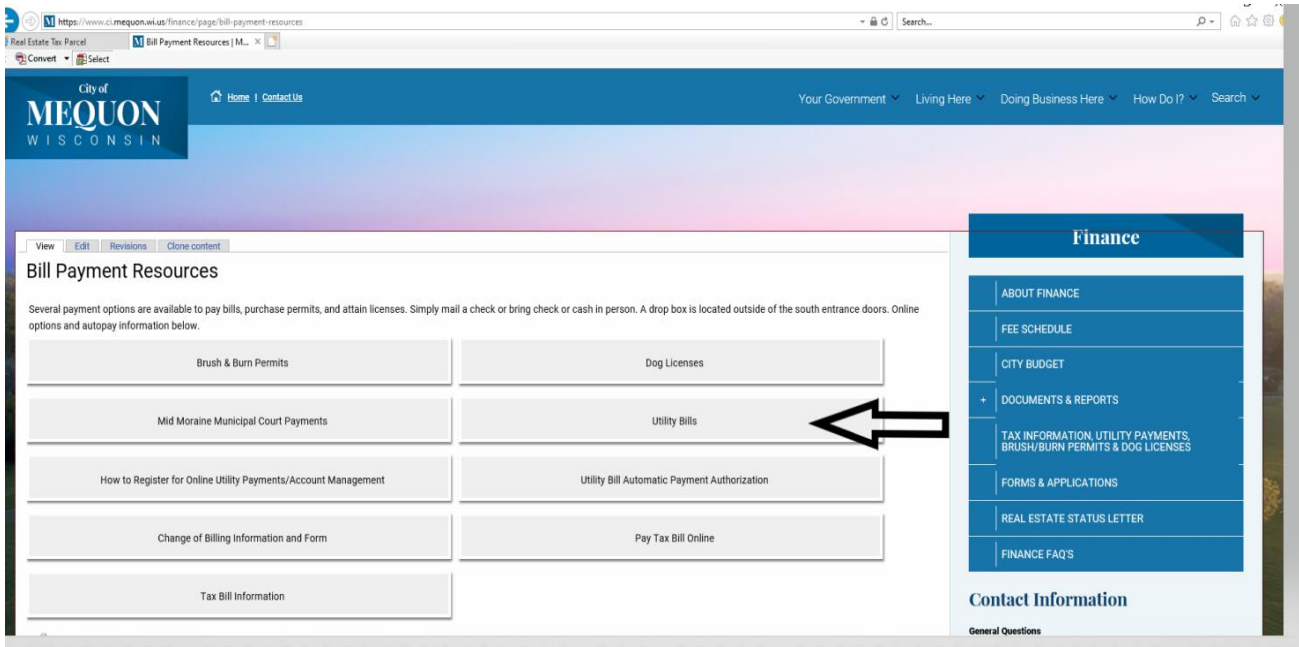 https://www.ci.mequon.wi.us/finance/page/bill-payment-resources
Search...
Real Estate Tax Parcel
Bill Payment Resources | M...
Convert
Select
City of
MEQUON
WISCONSIN
Home | Contact Us
Your Government
Living Here
Doing Business Here
How Do I?
Search
View
Edit
Revisions
Clone content
Bill Payment Resources
Several payment options are available to pay bills, purchase permits, and attain licenses. Simply mail a check or bring check or cash in person. A drop box is located outside of the south entrance doors. Online
options and autopay information below.
Brush & Burn Permits
Dog Licenses
Mid Moraine Municipal Court Payments
Utility Bills
How to Register for Online Utility Payments/Account Management
Utility Bill Automatic Payment Authorization
Change of Billing Information and Form
Pay Tax Bill Online
Tax Bill Information
Finance
ABOUT FINANCE
FEE SCHEDULE
CITY BUDGET
+ DOCUMENTS & REPORTS
TAX INFORMATION, UTILITY PAYMENTS,
BRUSH/BURN PERMITS & DOG LICENSES
FORMS & APPLICATIONS
REAL ESTATE STATUS LETTER
FINANCE FAQ'S
Contact Information
General Questions